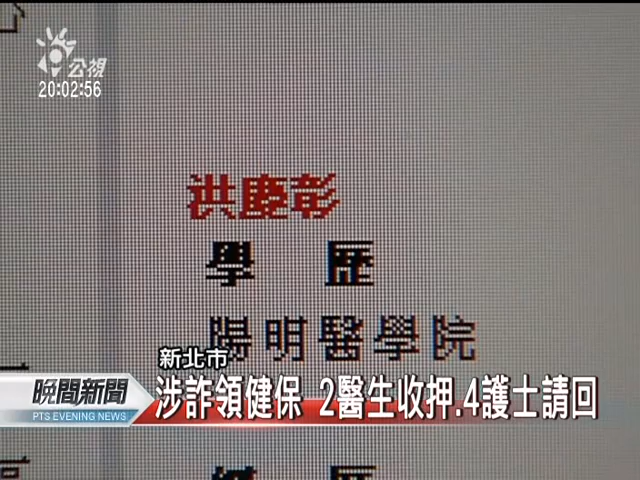 公視
20:02:56
洪慶彰
學 歷
陽明醫學院
新北市
晚間新聞
PTS EVENING NEWS
涉詐領健保 2醫生收押.4護士請回